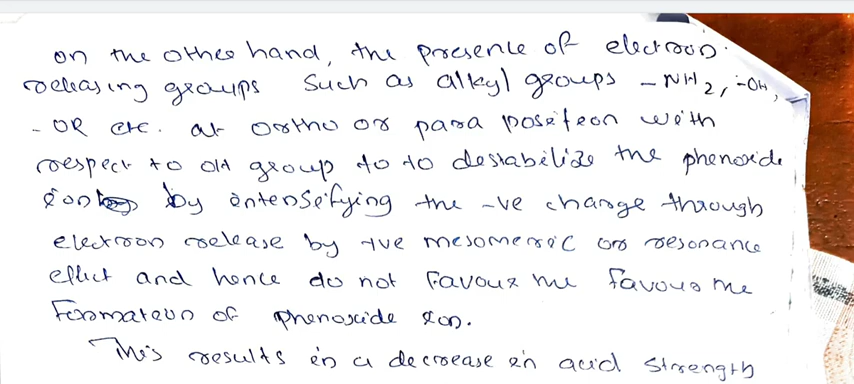 on the other hand, the presence of electron
releasing groups such as alkyl groups -NH2, -OH,
-OR etc. at ortho or para position with
respect to OH group to to destabilize the phenoxide
ion by intensifying the -ve charge through
electron release by +ve mesomeric or resonance
effect and hence do not favour me favour me
formation of phenoxide ion.
This results in a decrease in acid strength